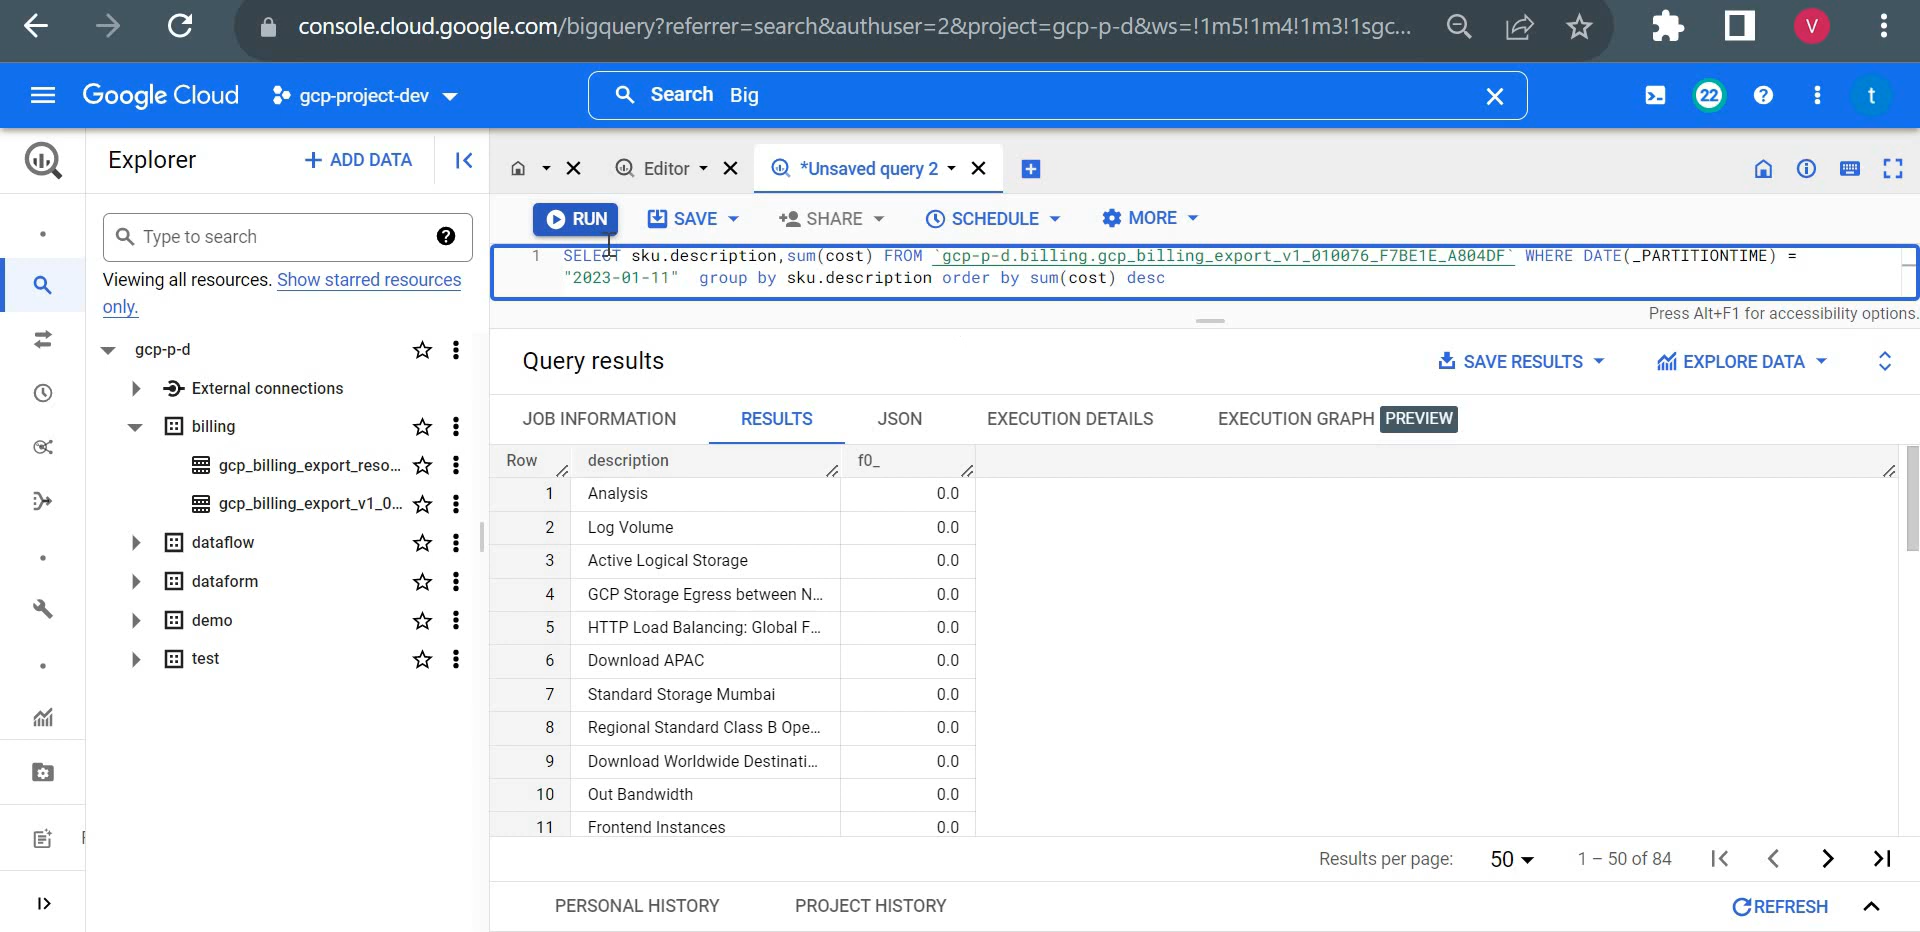 console.cloud.google.com/bigquery?referrer=search&authuser=2&project=gcp-p-d&ws=!1m5!1m4!1m3!1sgc...
V
Google Cloud
gcp-project-dev
Search Big
22
t
Explorer
+ ADD DATA
Editor
*Unsaved query 2
Type to search
RUN
SAVE
SHARE
SCHEDULE
MORE
Viewing all resources. Show starred resources
only.
1 SELECT sku.description,sum(cost) FROM `gcp-p-d.billing.gcp_billing_export_v1_010076_F7BE1E_A804DF` WHERE DATE(_PARTITIONTIME) =
"2023-01-11" group by sku.description order by sum(cost) desc
Press Alt+F1 for accessibility options.
gcp-p-d
External connections
billing
gcp_billing_export_reso...
gcp_billing_export_v1_0...
dataflow
dataform
demo
test
Query results
SAVE RESULTS
EXPLORE DATA
JOB INFORMATION
RESULTS
JSON
EXECUTION DETAILS
EXECUTION GRAPH PREVIEW
Row description f0_
1 Analysis 0.0
2 Log Volume 0.0
3 Active Logical Storage 0.0
4 GCP Storage Egress between N... 0.0
5 HTTP Load Balancing: Global F... 0.0
6 Download APAC 0.0
7 Standard Storage Mumbai 0.0
8 Regional Standard Class B Ope... 0.0
9 Download Worldwide Destinati... 0.0
10 Out Bandwidth 0.0
11 Frontend Instances 0.0
Results per page: 50 1 – 50 of 84
PERSONAL HISTORY
PROJECT HISTORY
REFRESH